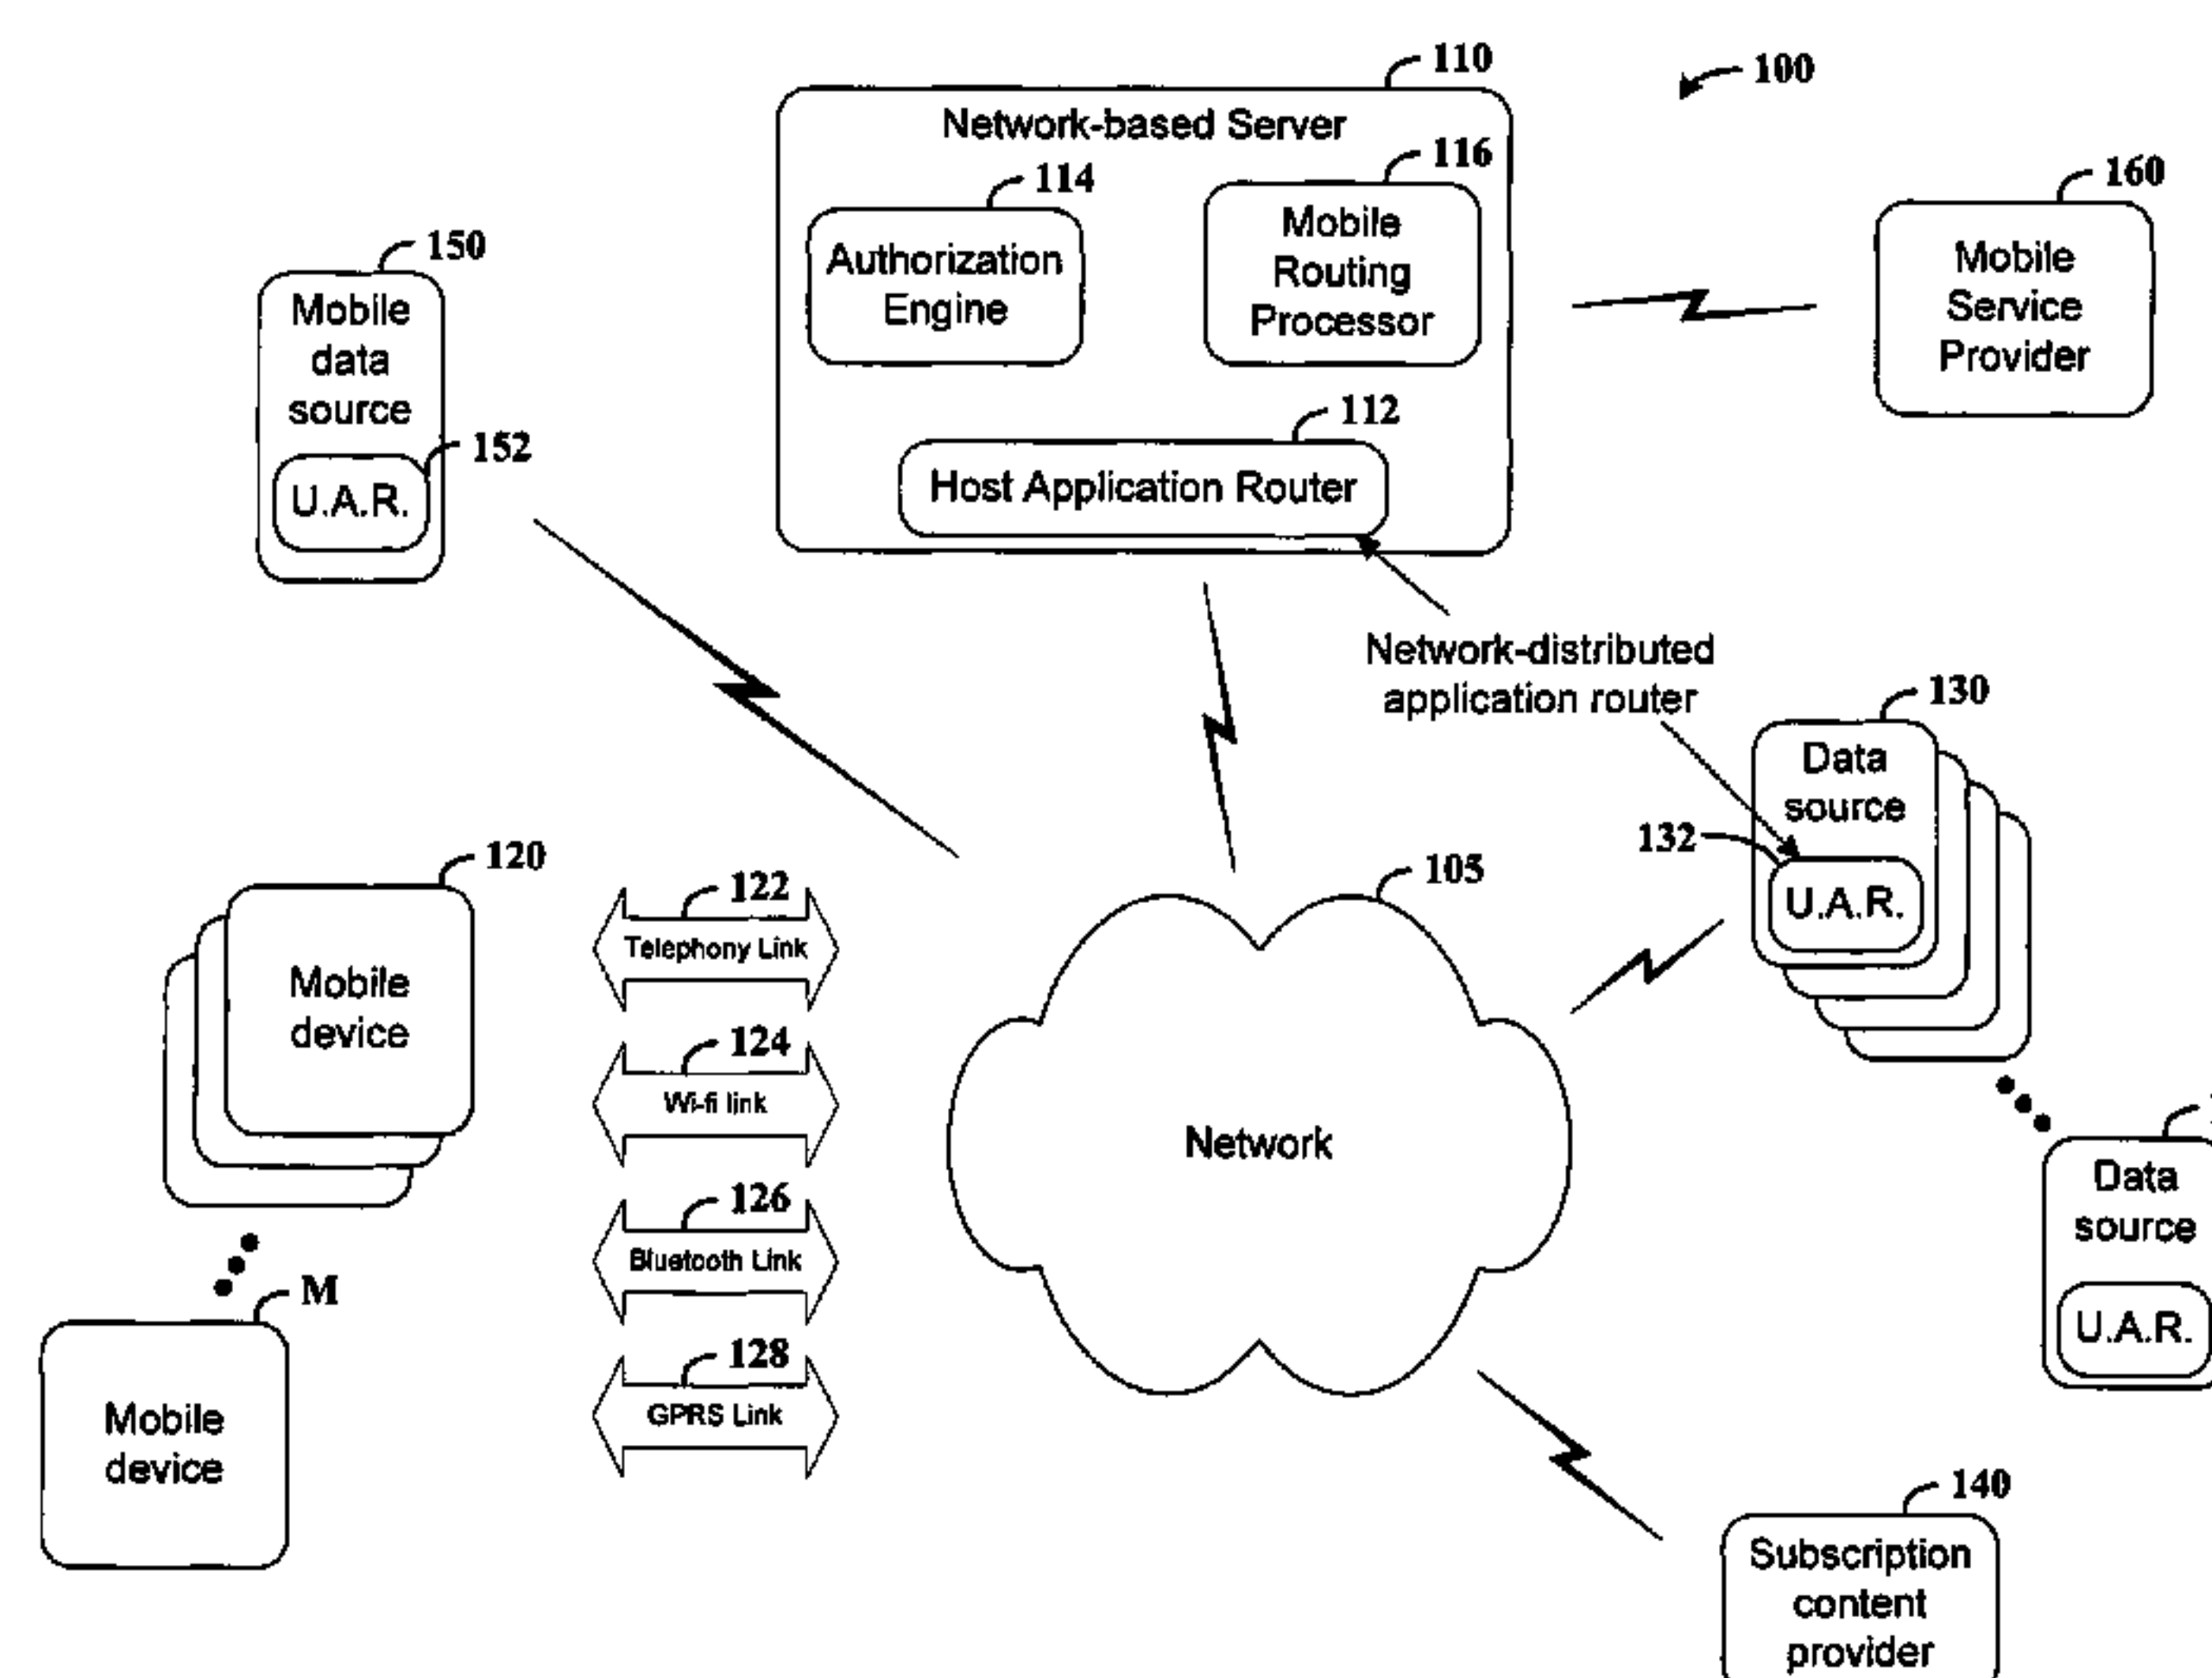 110
100
Network-based Server
116
114
160
Mobile
Routing
Processor
Authorization
Engine
150
Mobile
data
source
Mobile
Service
Provider
112
152
Host Application Router
U.A.R.
Network-distributed
application router
130
Data
source
132
U.A.R.
120
122
105
Telephony Link
Mobile
device
124
Wi-fi link
Network
126
Data
source
Bluetooth Link
M
U.A.R.
128
GPRS Link
Mobile
device
140
Subscription
content
provider